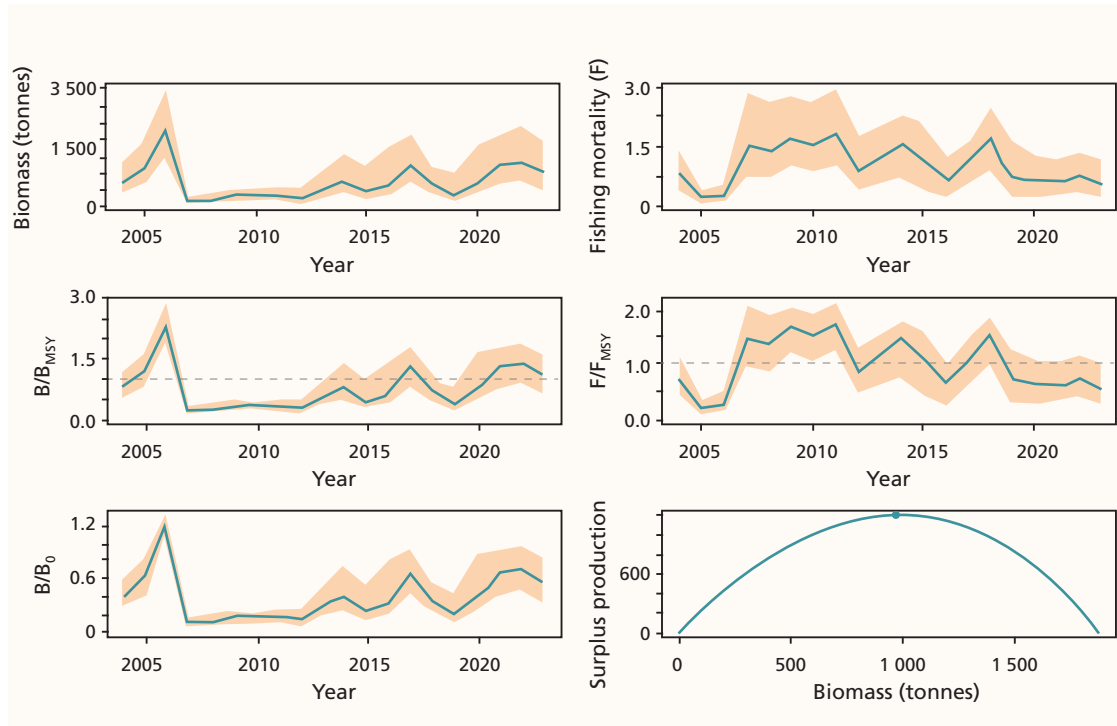 Biomass (tonnes)
3 500
1 500
0
2005 2010 2015 2020
Year
Fishing mortality (F)
3.0
1.5
0
2005 2010 2015 2020
Year
B/B_MSY
3.0
1.5
0.0
2005 2010 2015 2020
Year
F/F_MSY
2.0
1.0
0.0
2005 2010 2015 2020
Year
B/B_0
1.2
0.6
0
2005 2010 2015 2020
Year
Surplus production
600
0
0 500 1 000 1 500
Biomass (tonnes)